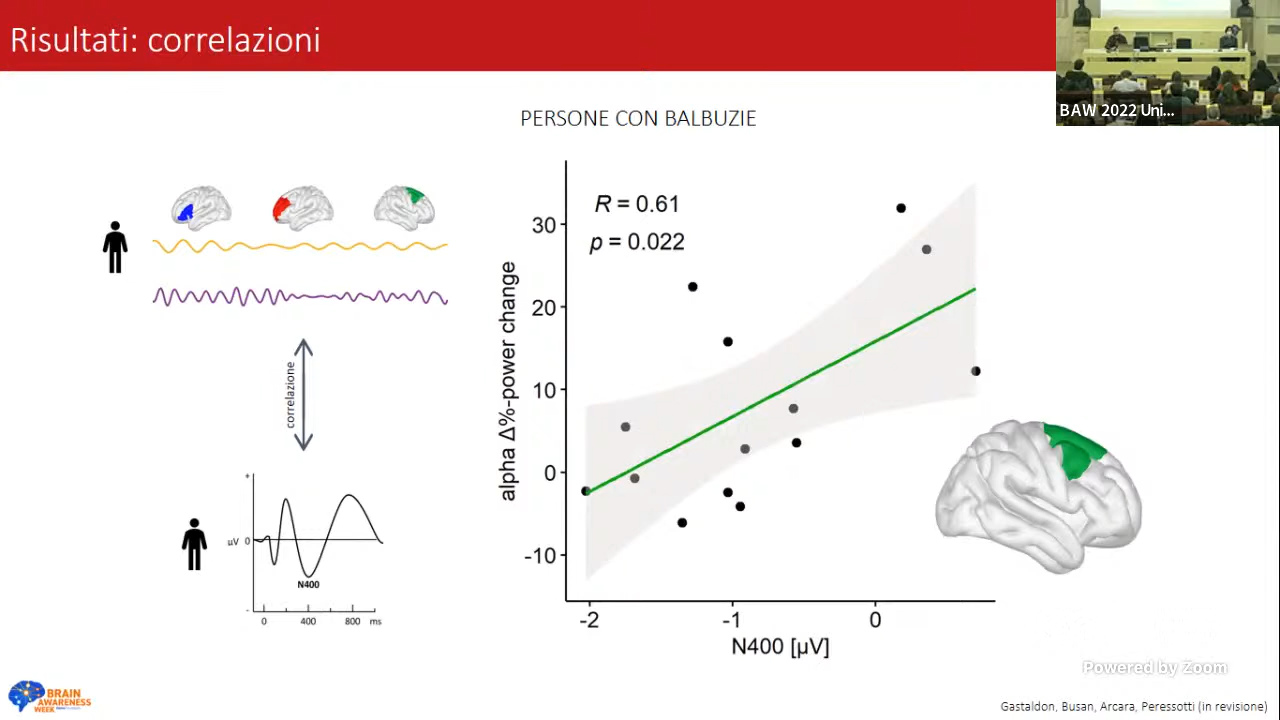 Risultati: correlazioni
BAW 2022 Uni...
PERSONE CON BALBUZIE
correlazione
+
µV 0
-
N400
0 400 800 ms
R = 0.61
p = 0.022
alpha Δ%-power change
30
20
10
0
-10
-2 -1 0
N400 [µV]
Powered by Zoom
BRAIN
AWARENESS
WEEK
Gastaldon, Busan, Arcara, Peressotti (in revisione)